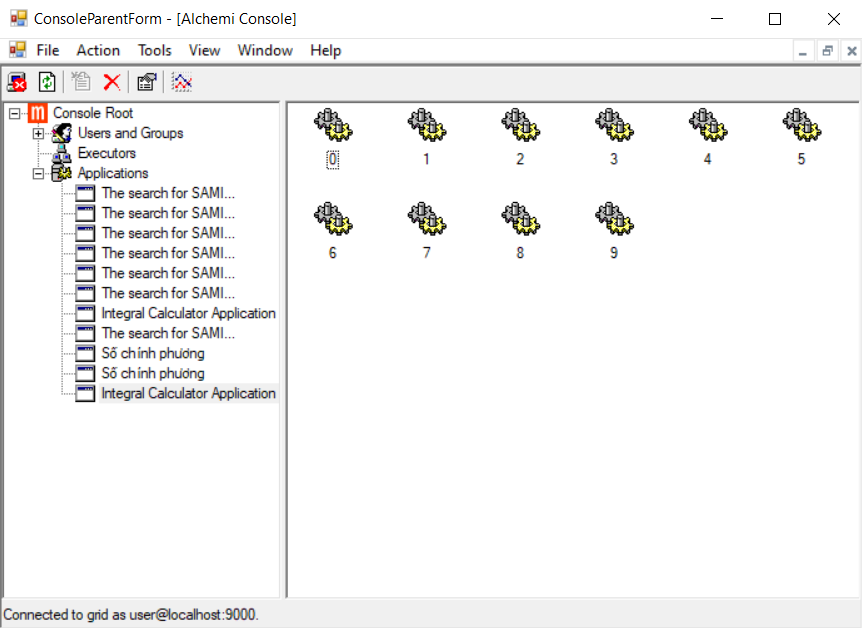 ConsoleParentForm - [Alchemi Console]
File Action Tools View Window Help
Console Root
Users and Groups
Executors
Applications
The search for SAMI...
The search for SAMI...
The search for SAMI...
The search for SAMI...
The search for SAMI...
The search for SAMI...
Integral Calculator Application
The search for SAMI...
Số chính phương
Số chính phương
Integral Calculator Application
0 1 2 3 4 5
6 7 8 9
Connected to grid as user@localhost:9000.